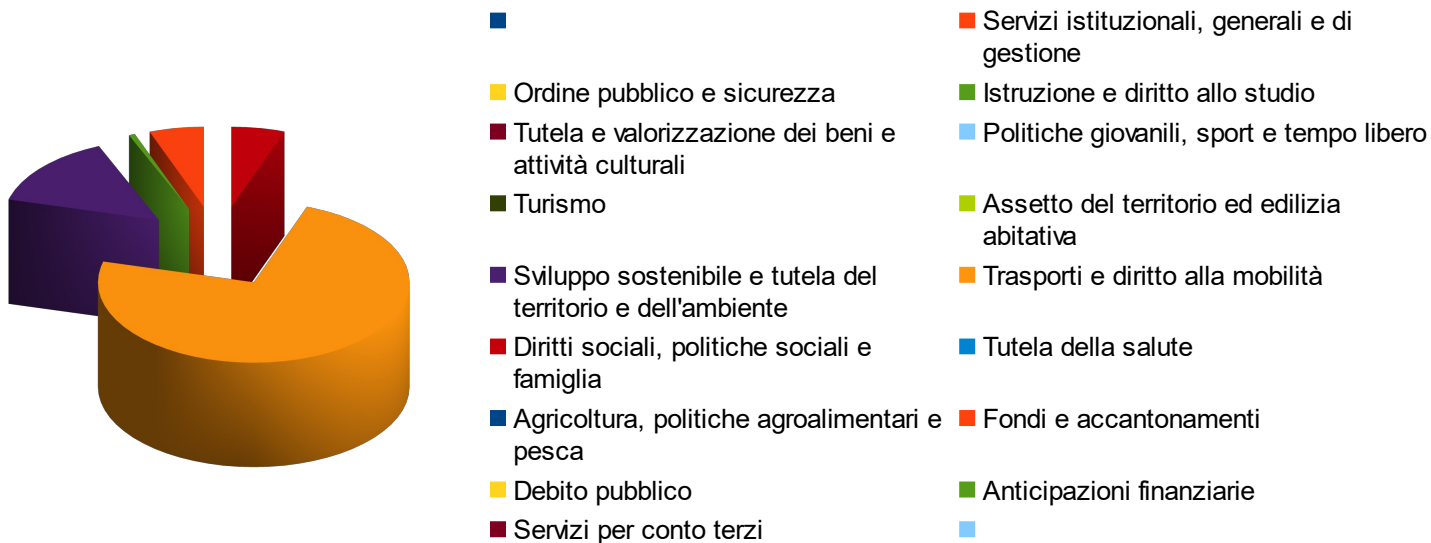 Servizi istituzionali, generali e di
gestione
Ordine pubblico e sicurezza
Istruzione e diritto allo studio
Tutela e valorizzazione dei beni e
attività culturali
Politiche giovanili, sport e tempo libero
Turismo
Assetto del territorio ed edilizia
abitativa
Sviluppo sostenibile e tutela del
territorio e dell'ambiente
Trasporti e diritto alla mobilità
Diritti sociali, politiche sociali e
famiglia
Tutela della salute
Agricoltura, politiche agroalimentari e
pesca
Fondi e accantonamenti
Debito pubblico
Anticipazioni finanziarie
Servizi per conto terzi